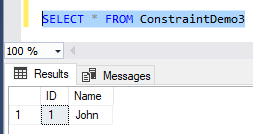 SELECT * FROM ConstraintDemo3
100 %
Results Messages
ID Name
1 1 John